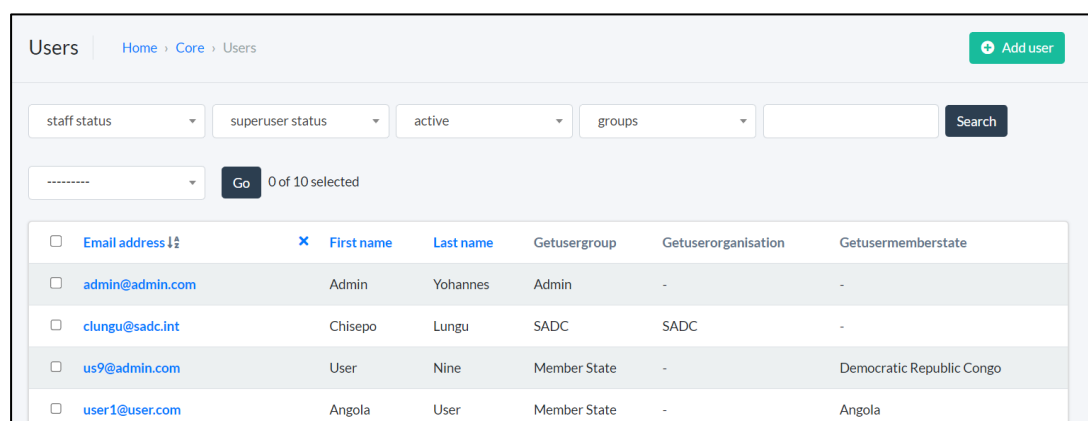 Users Home › Core › Users Add user
staff status superuser status active groups Search
--------- Go 0 of 10 selected
Email address First name Last name Getusergroup Getuserorganisation Getusermemberstate
admin@admin.com Admin Yohannes Admin - -
clungu@sadc.int Chisepo Lungu SADC SADC -
us9@admin.com User Nine Member State - Democratic Republic Congo
user1@user.com Angola User Member State - Angola